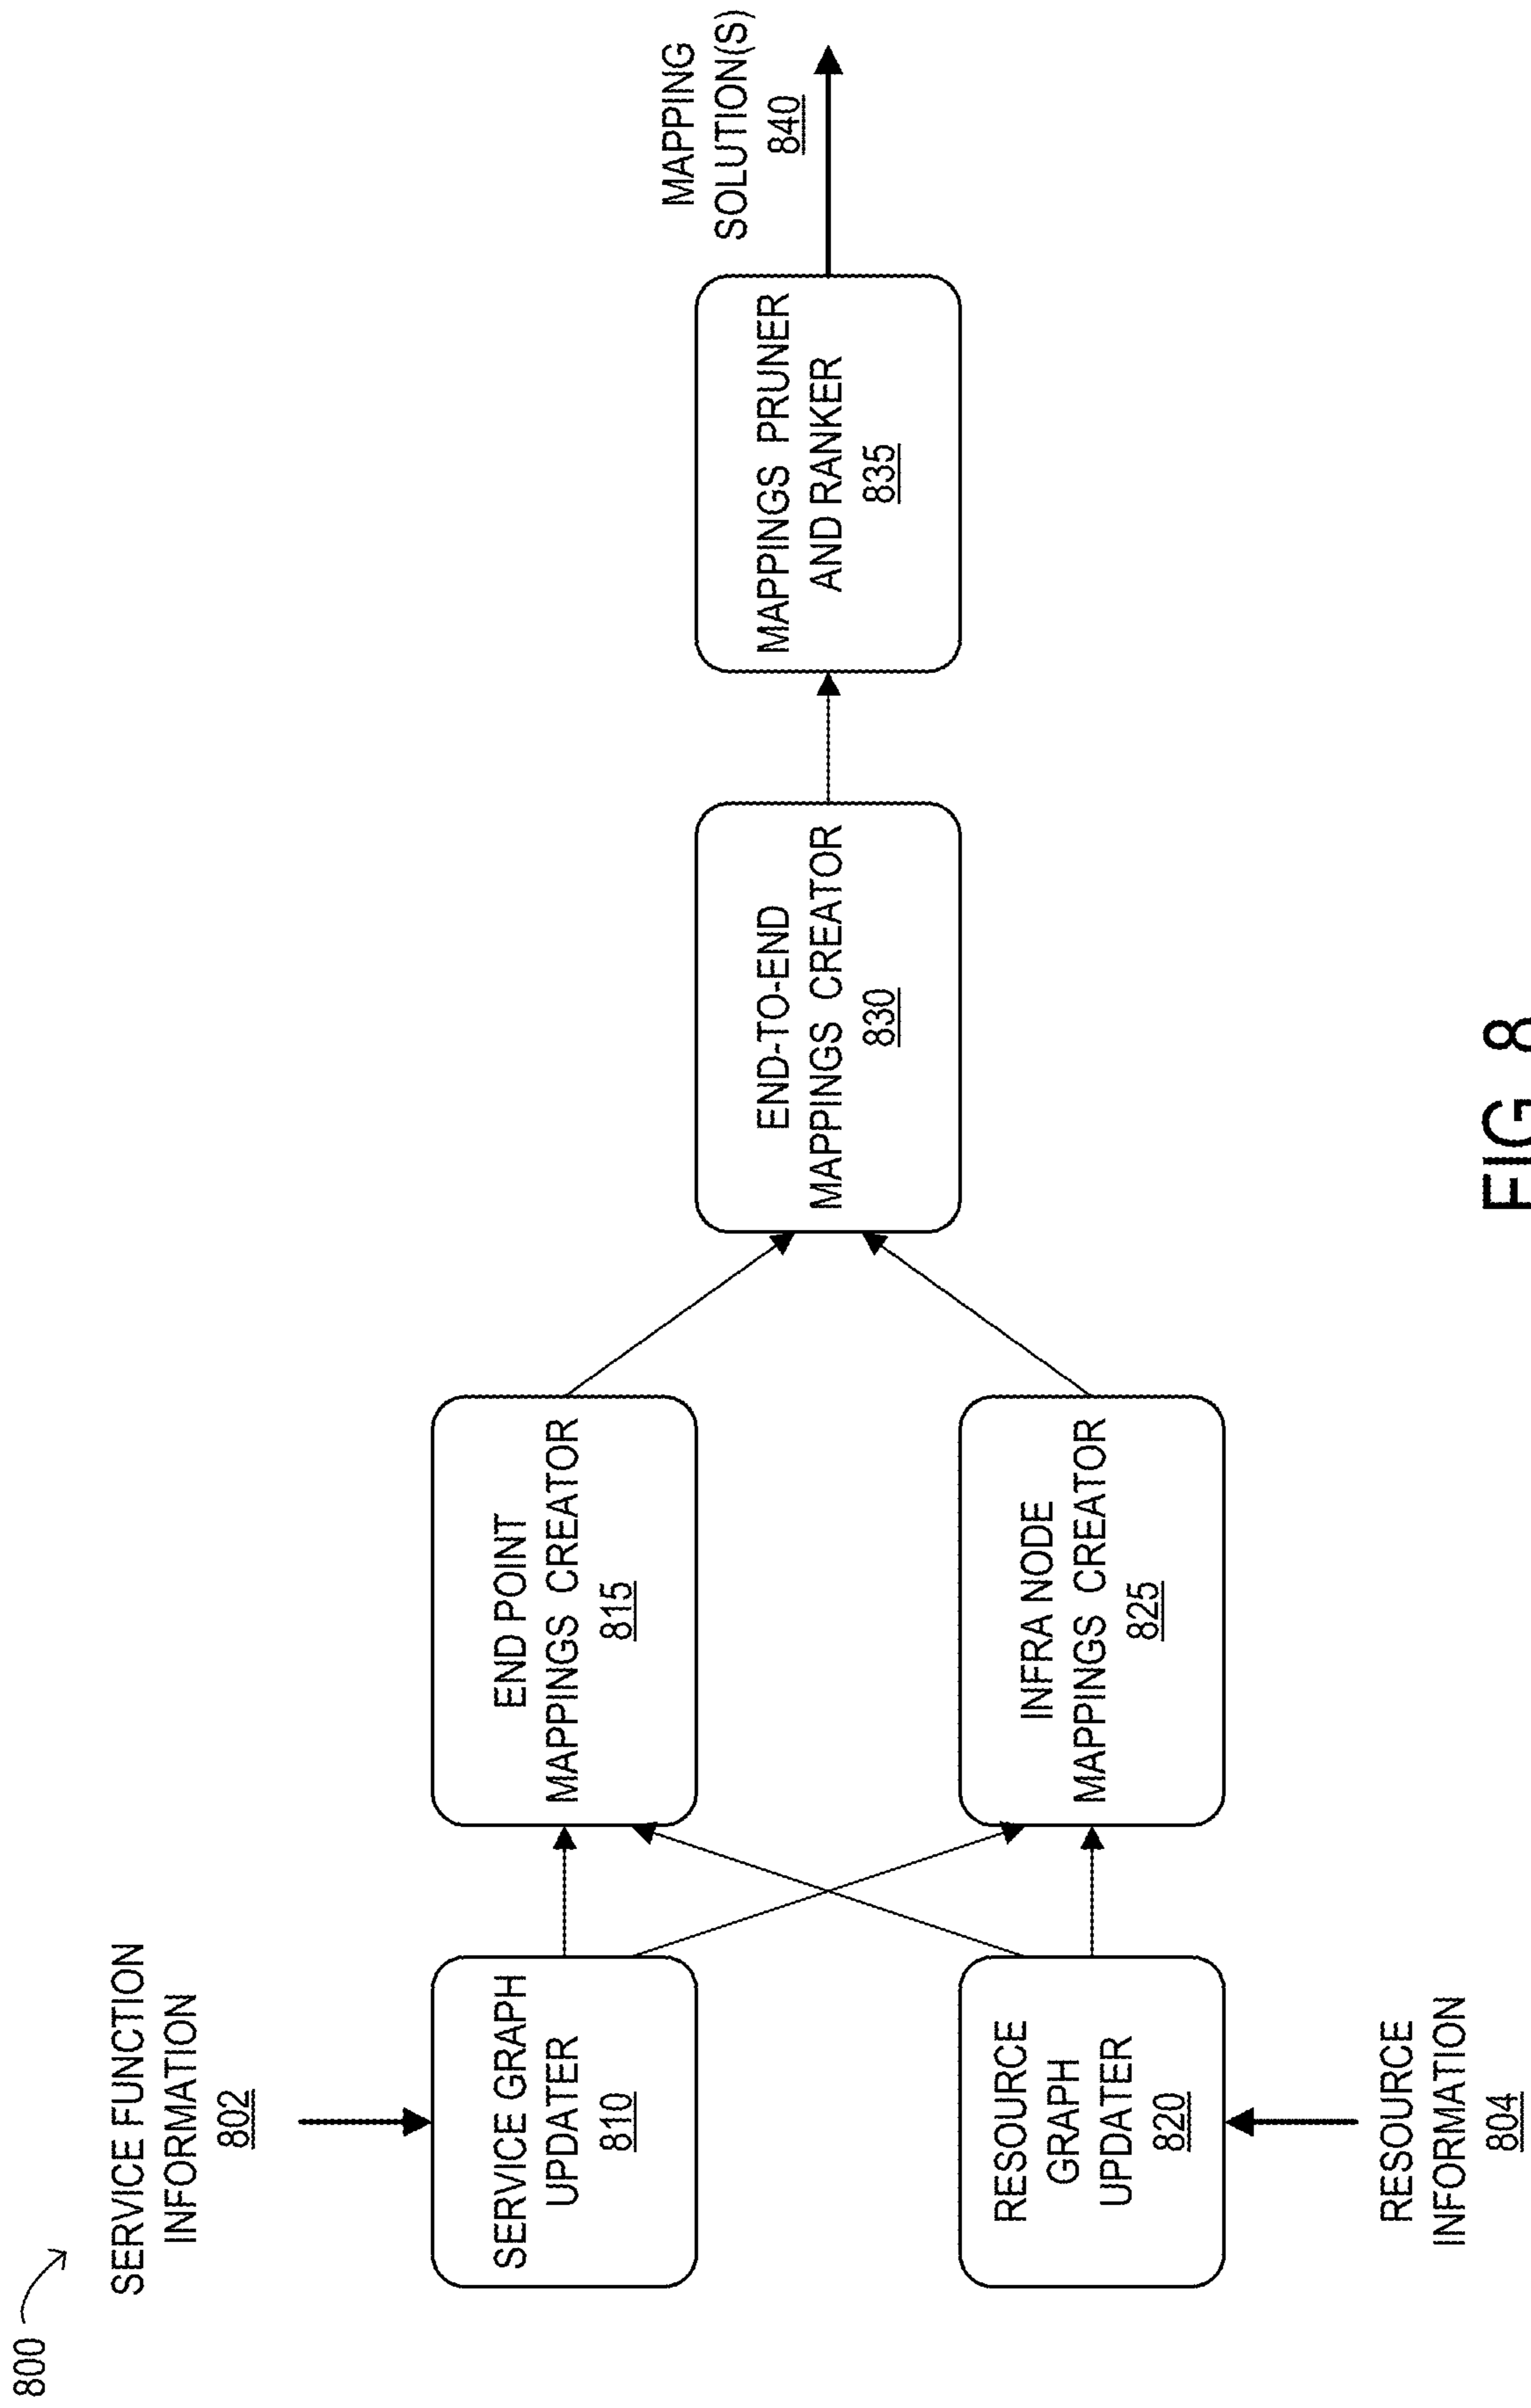 800
SERVICE FUNCTION
INFORMATION
802
SERVICE GRAPH
UPDATER
810
RESOURCE
GRAPH
UPDATER
820
RESOURCE
INFORMATION
804
END POINT
MAPPINGS CREATOR
815
INFRA NODE
MAPPINGS CREATOR
825
END-TO-END
MAPPINGS CREATOR
830
MAPPINGS PRUNER
AND RANKER
835
MAPPING
SOLUTION(S)
840
FIG. 8